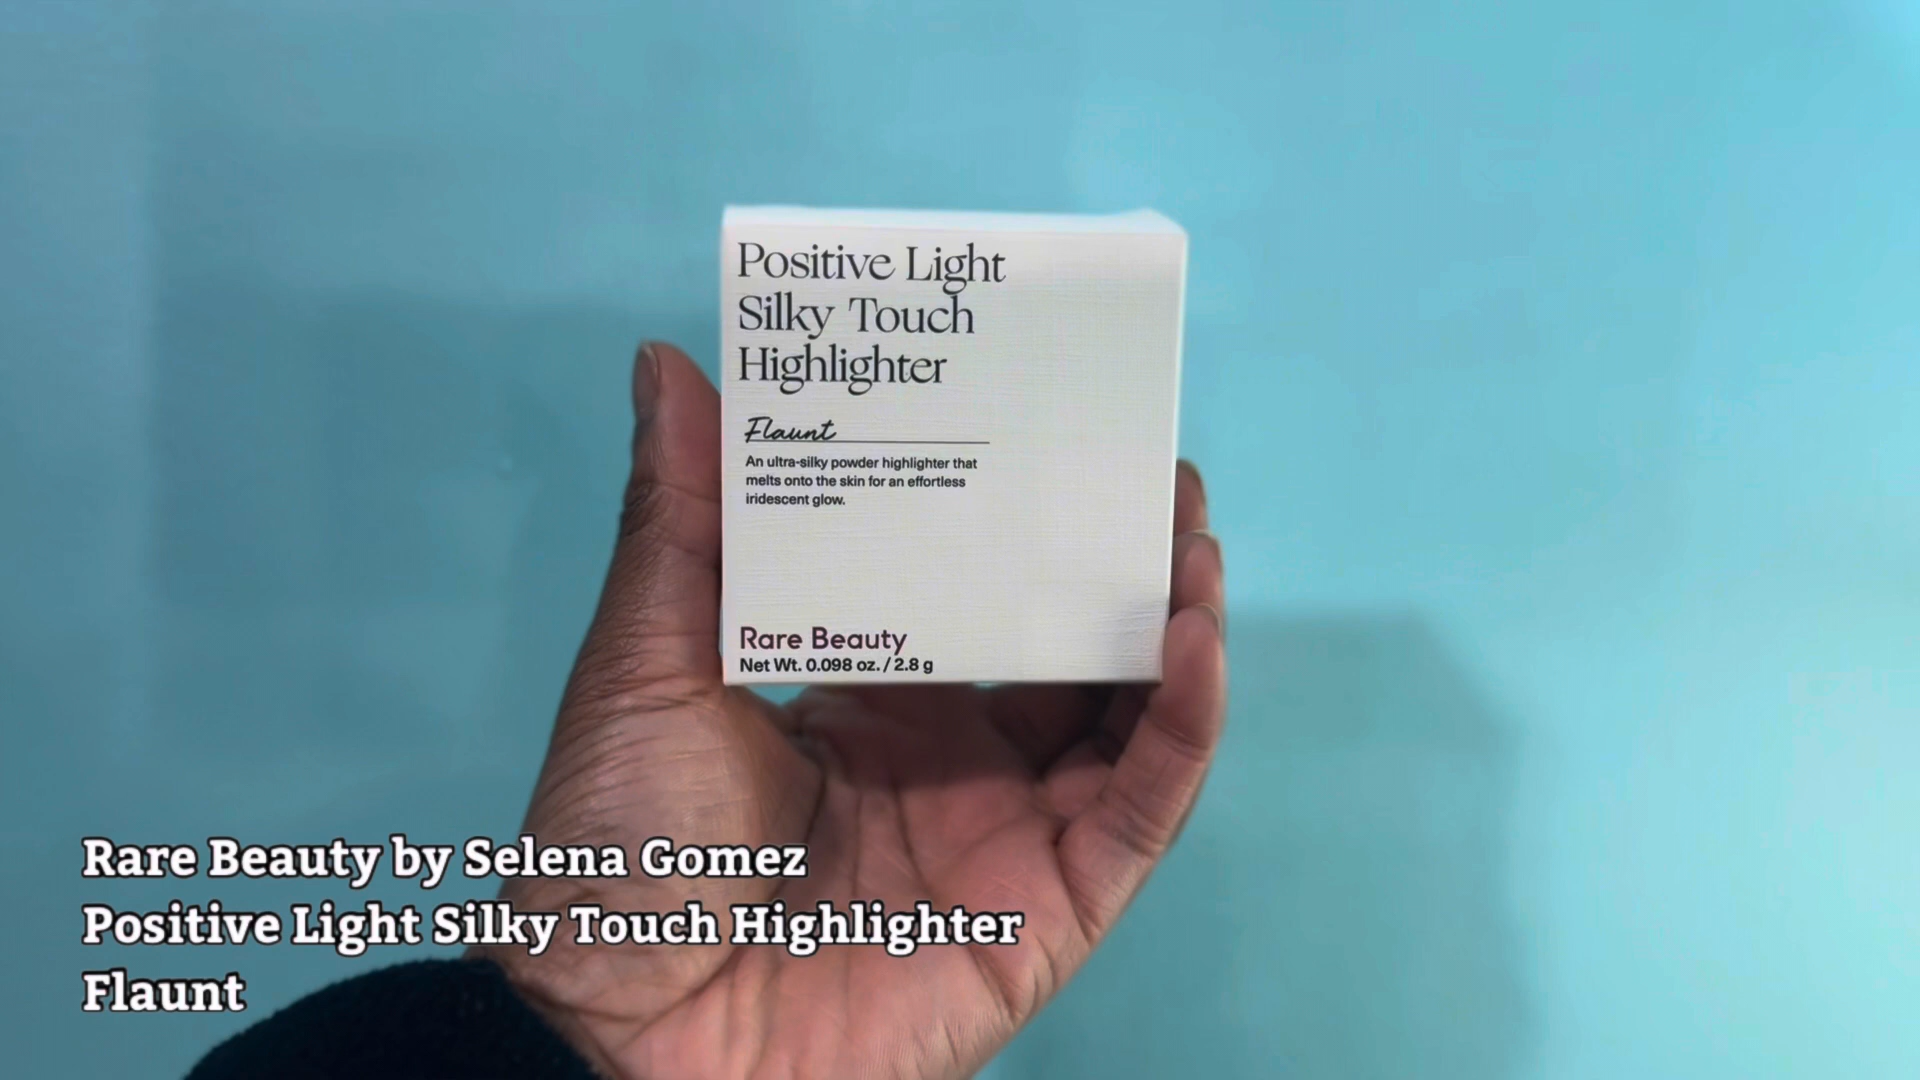 Positive Light
Silky Touch
Highlighter
Flaunt
An ultra-silky powder highlighter that
melts onto the skin for an effortless
iridescent glow.
Rare Beauty
Net Wt. 0.098 oz. / 2.8 g
Rare Beauty by Selena Gomez
Positive Light Silky Touch Highlighter
Flaunt